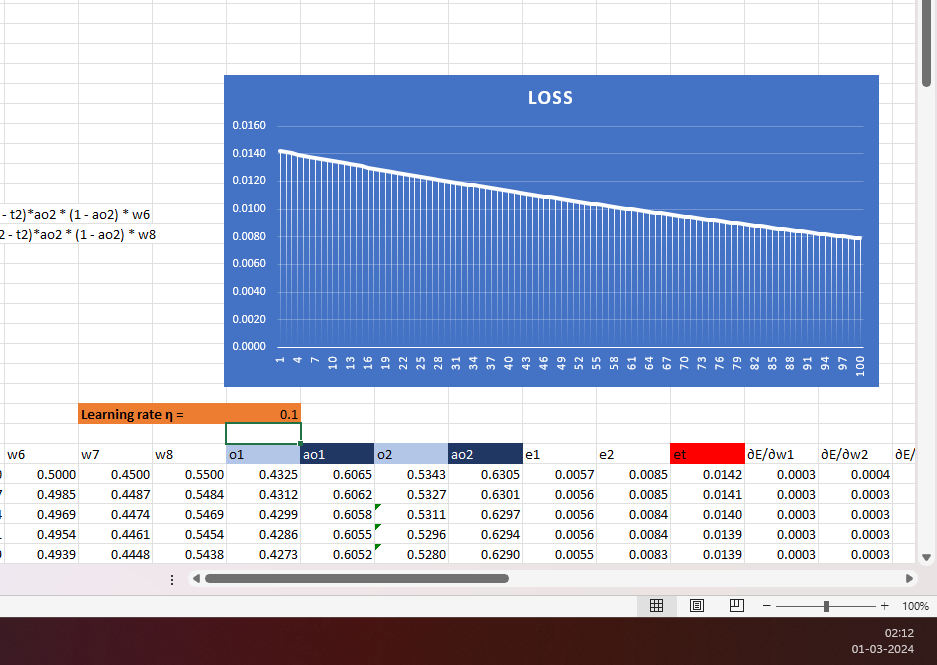 LOSS
0.0160
0.0140
0.0120
0.0100
0.0080
0.0060
0.0040
0.0020
0.0000
1 4 7 10 13 16 19 22 25 28 31 34 37 40 43 46 49 52 55 58 61 64 67 70 73 76 79 82 85 88 91 94 97 100
- t2)*ao2 * (1 - ao2) * w6
2 - t2)*ao2 * (1 - ao2) * w8
Learning rate η = 0.1
w6 w7 w8 o1 ao1 o2 ao2 e1 e2 et ∂E/∂w1 ∂E/∂w2 ∂E/
0.5000 0.4500 0.5500 0.4325 0.6065 0.5343 0.6305 0.0057 0.0085 0.0142 0.0003 0.0004
0.4985 0.4487 0.5484 0.4312 0.6062 0.5327 0.6301 0.0056 0.0085 0.0141 0.0003 0.0003
0.4969 0.4474 0.5469 0.4299 0.6058 0.5311 0.6297 0.0056 0.0084 0.0140 0.0003 0.0003
0.4954 0.4461 0.5454 0.4286 0.6055 0.5296 0.6294 0.0056 0.0084 0.0139 0.0003 0.0003
0.4939 0.4448 0.5438 0.4273 0.6052 0.5280 0.6290 0.0055 0.0083 0.0139 0.0003 0.0003
100%
02:12
01-03-2024